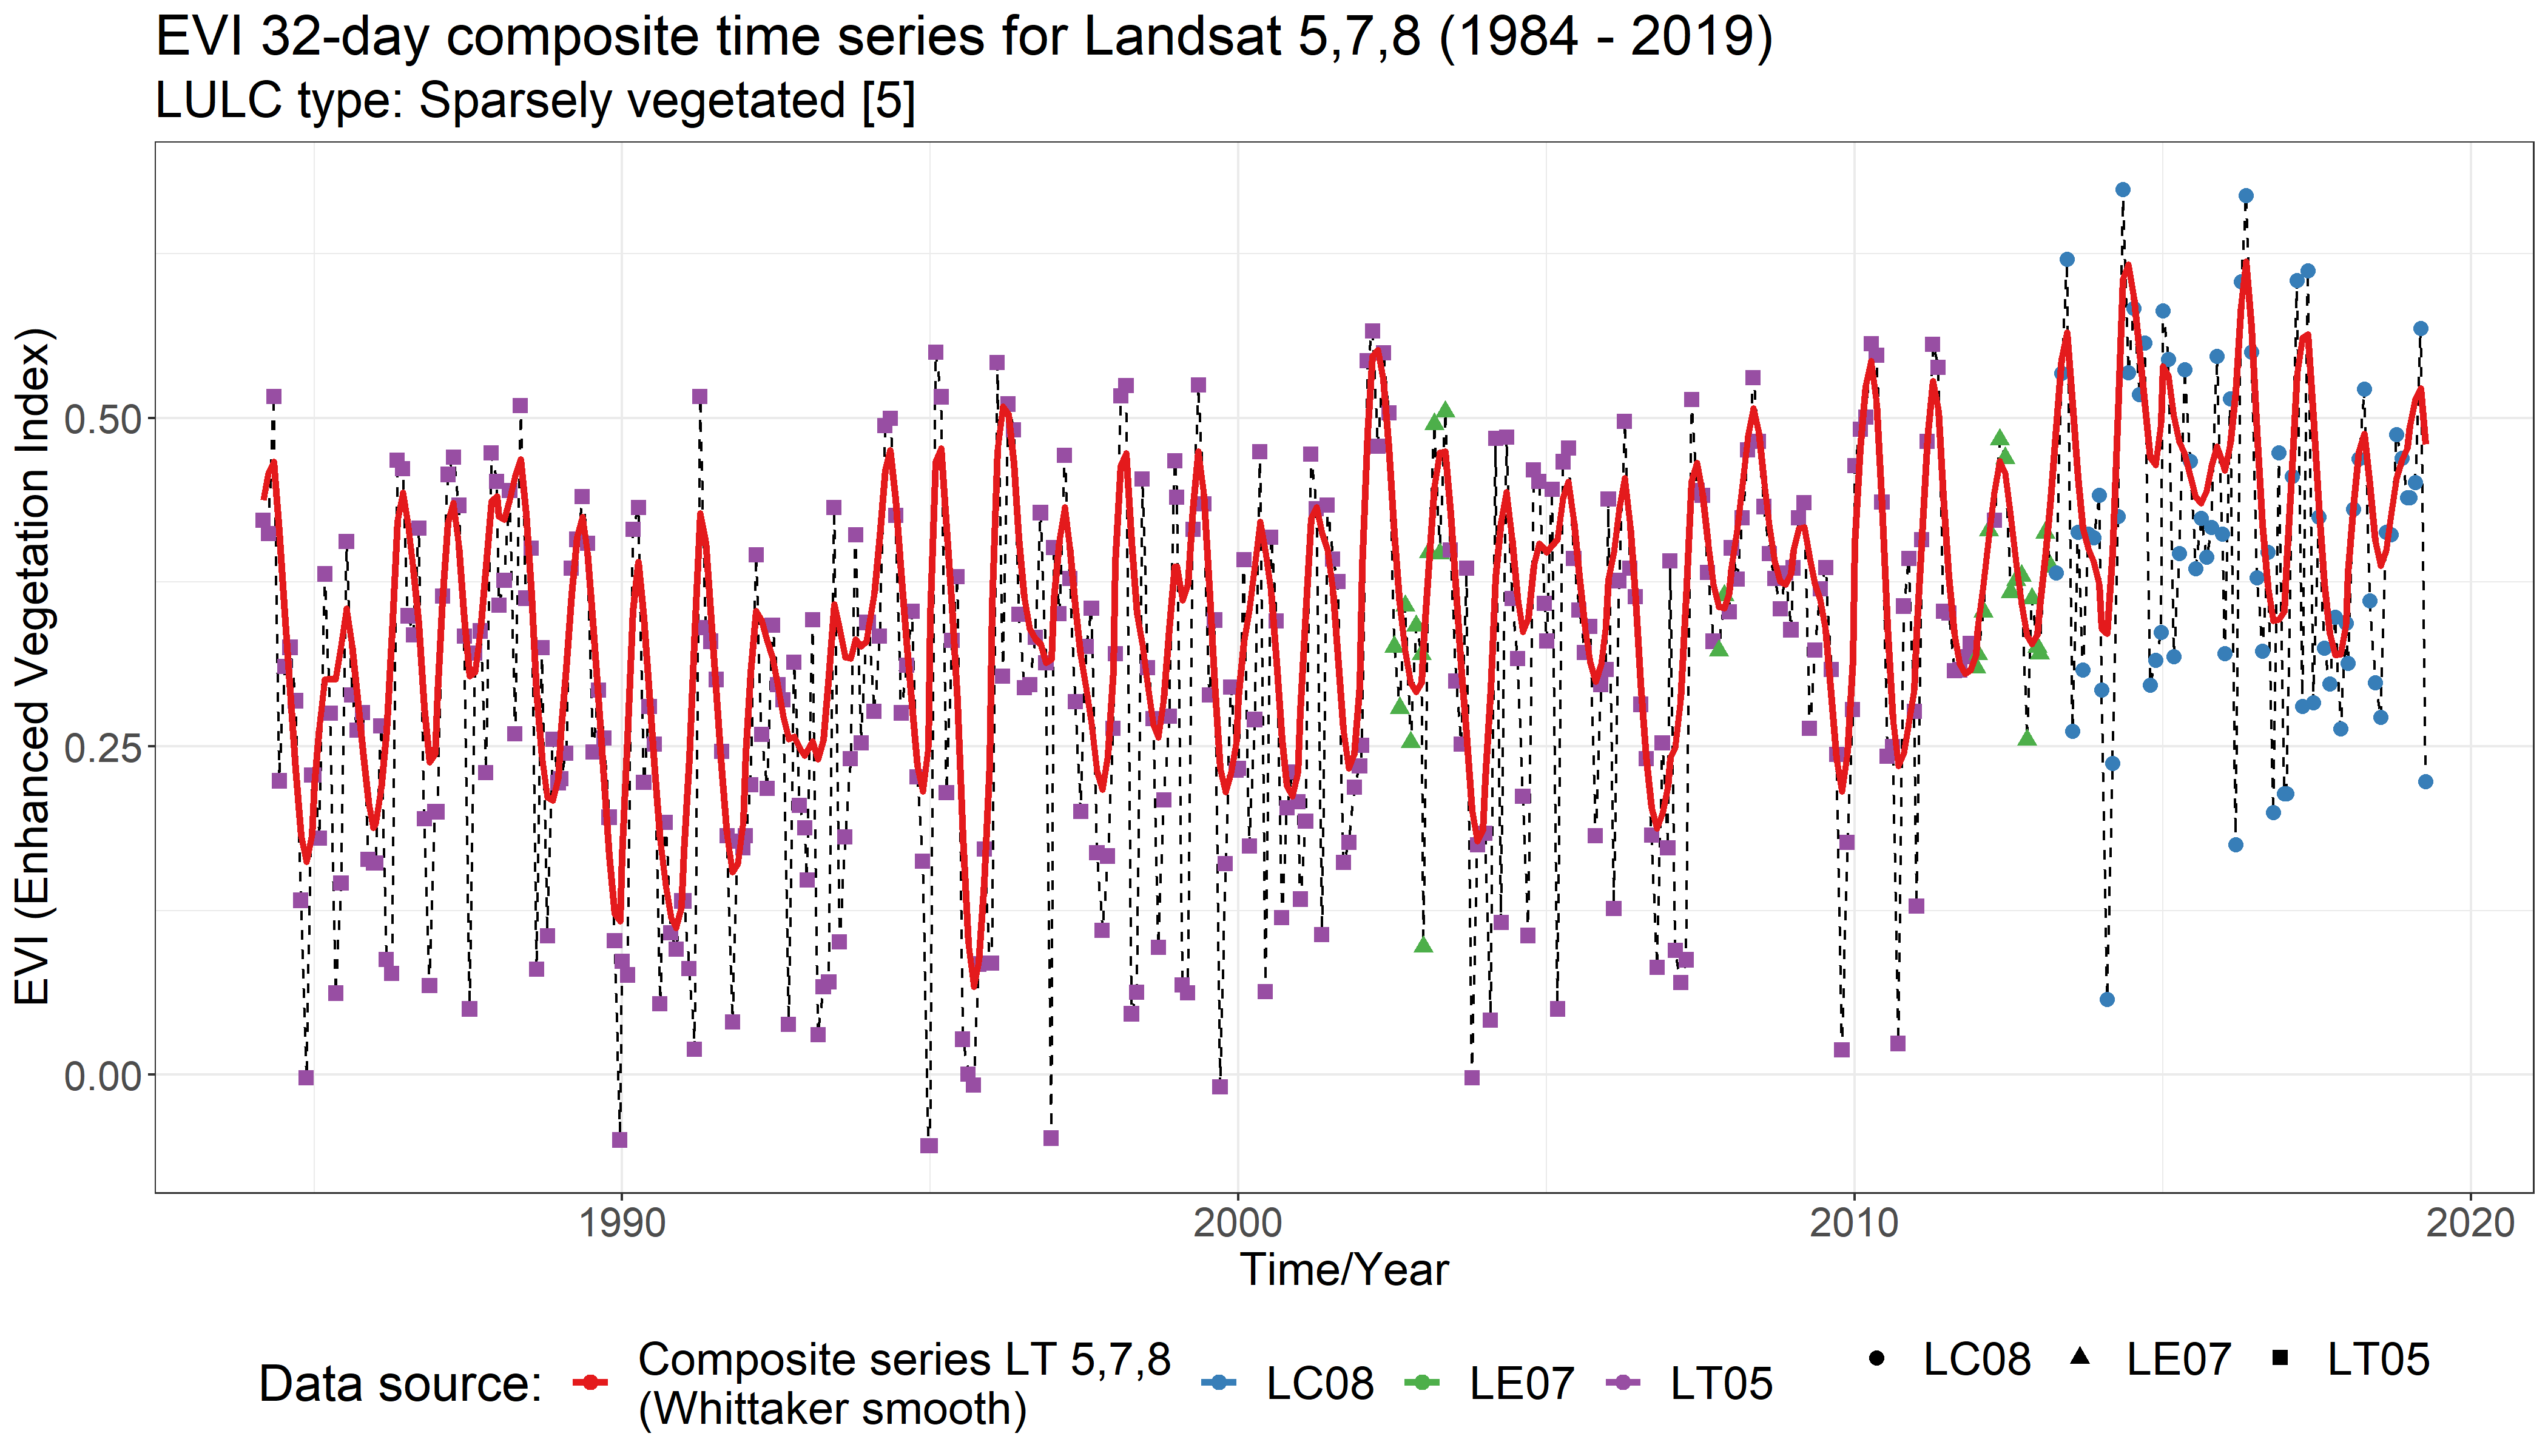 EVI 32-day composite time series for Landsat 5,7,8 (1984 - 2019)
LULC type: Sparsely vegetated [5]
EVI (Enhanced Vegetation Index)
0.50
0.25
0.00
1990
2000
2010
2020
Time/Year
Data source:
Composite series LT 5,7,8
(Whittaker smooth)
LC08
LE07
LT05
LC08
LE07
LT05